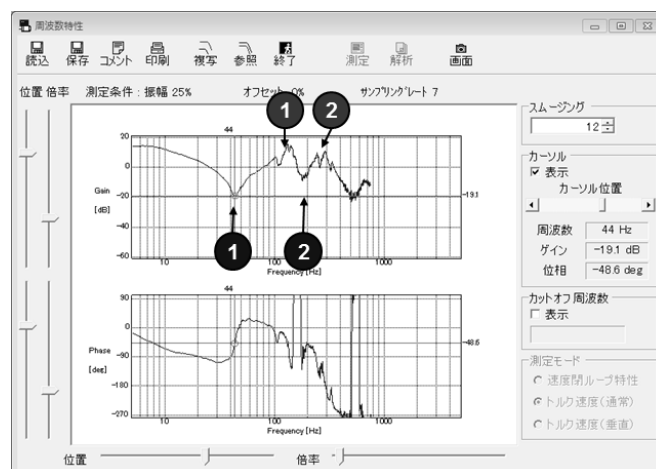 周波数特性
読込 保存 コメント 印刷 複写 参照 終了 測定 解析 画面
位置 倍率 測定条件 : 振幅 25% オフセット 0% サンプリングレート 7
1 2
44
20
0
Gain -20 -19.1
[dB] -40
-60
1 2
10 100 1000
Frequency [Hz]
44
90
0
Phase -90 -48.6
[deg] -180
-270
10 100 1000
Frequency [Hz]
位置 倍率
スムージング
12
カーソル
表示
カーソル位置
周波数 44 Hz
ゲイン -19.1 dB
位相 -48.6 deg
カットオフ周波数
表示
測定モード
速度閉ループ特性
トルク速度(通常)
トルク速度(垂直)